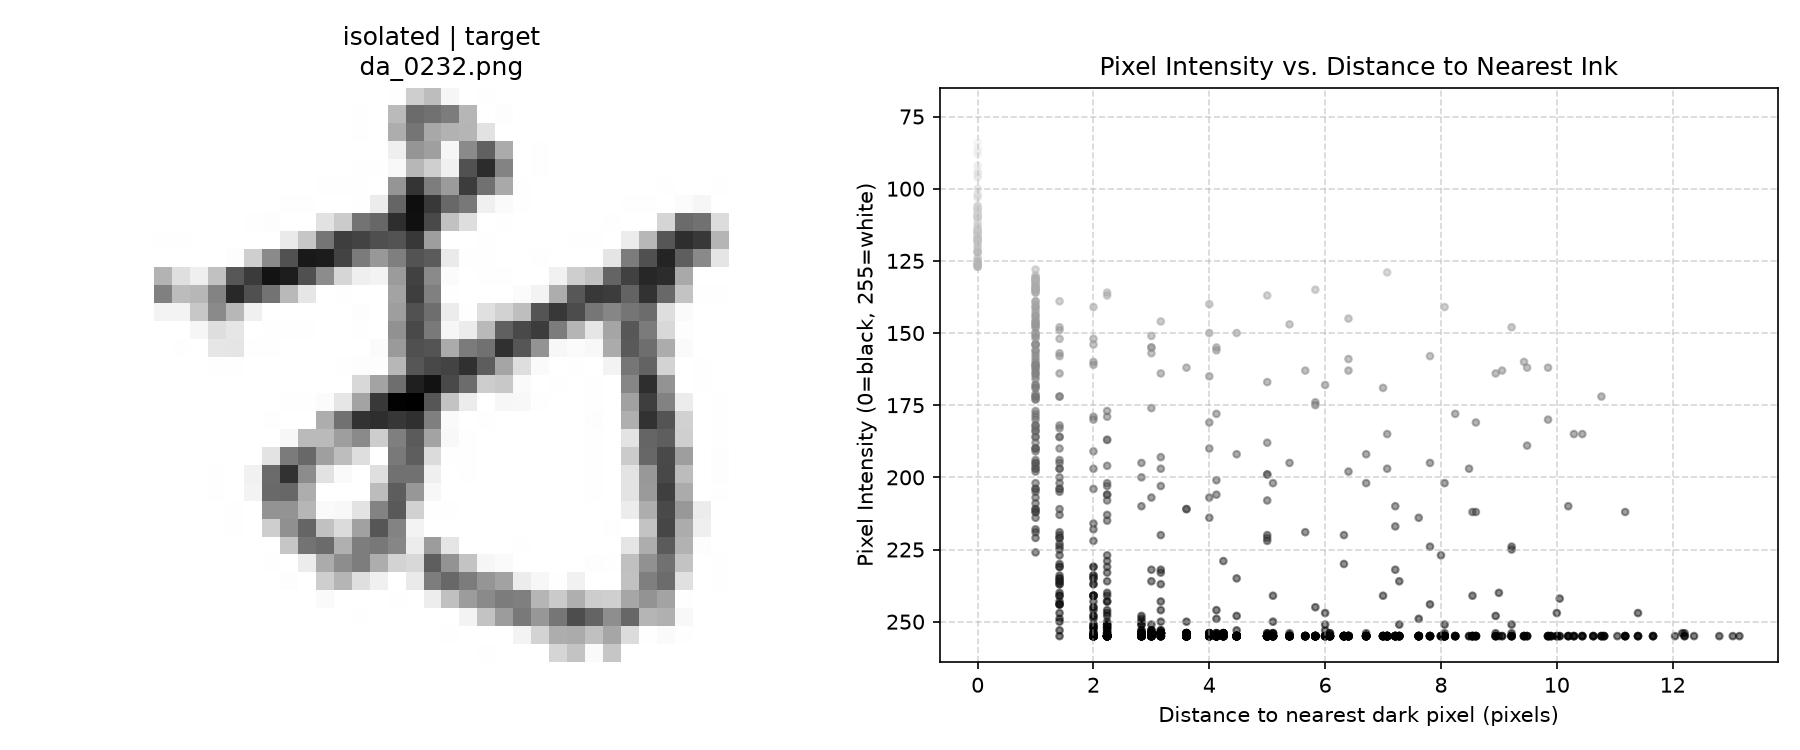 isolated | target
da_0232.png
Pixel Intensity vs. Distance to Nearest Ink
Pixel Intensity (0=black, 255=white)
75
100
125
150
175
200
225
250
0 2 4 6 8 10 12
Distance to nearest dark pixel (pixels)